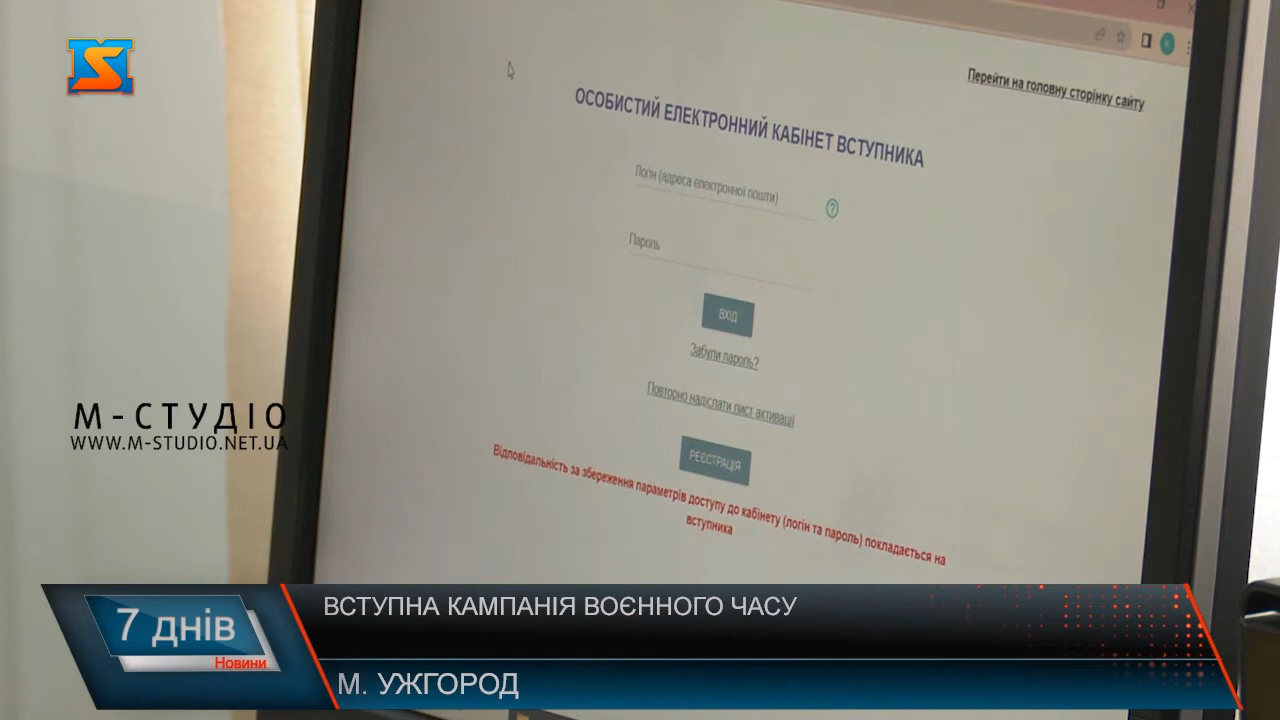 Перейти на головну сторінку сайту
ОСОБИСТИЙ ЕЛЕКТРОННИЙ КАБІНЕТ ВСТУПНИКА
Логін (адреса електронної пошти)
?
Пароль
ВХІД
Забули пароль?
Повторно надіслати лист активації
РЕЄСТРАЦІЯ
Відповідальність за збереження параметрів доступу до кабінету (логін та пароль) покладається на
вступника
М-СТУДІО
WWW.M-STUDIO.NET.UA
7 днів
Новини
ВСТУПНА КАМПАНІЯ ВОЄННОГО ЧАСУ
М. УЖГОРОД